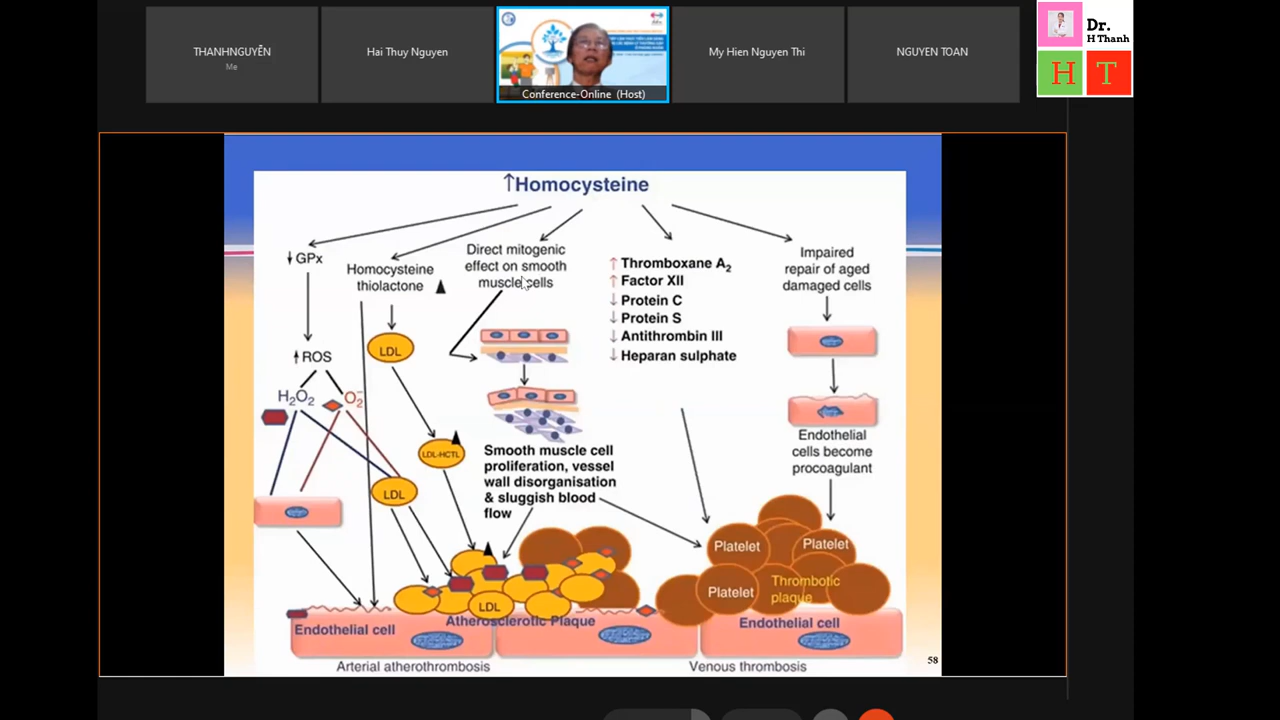 THANHNGUYỄN
Me
Hai Thuy Nguyen
Conference-Online (Host)
My Hien Nguyen Thi
NGUYEN TOAN
Dr.
H Thanh
H T
↑Homocysteine
↓GPx
Homocysteine
thiolactone
Direct mitogenic
effect on smooth
muscle cells
↑ Thromboxane A₂
↑ Factor XII
↓ Protein C
↓ Protein S
↓ Antithrombin III
↓ Heparan sulphate
Impaired
repair of aged
damaged cells
↑ROS
H₂O₂
O₂⁻
LDL
LDL-HCTL
LDL
Smooth muscle cell
proliferation, vessel
wall disorganisation
& sluggish blood
flow
Endothelial
cells become
procoagulant
Platelet
Platelet
Platelet
Thrombotic
plaque
LDL
Endothelial cell
Atherosclerotic Plaque
Endothelial cell
Arterial atherothrombosis
Venous thrombosis
58